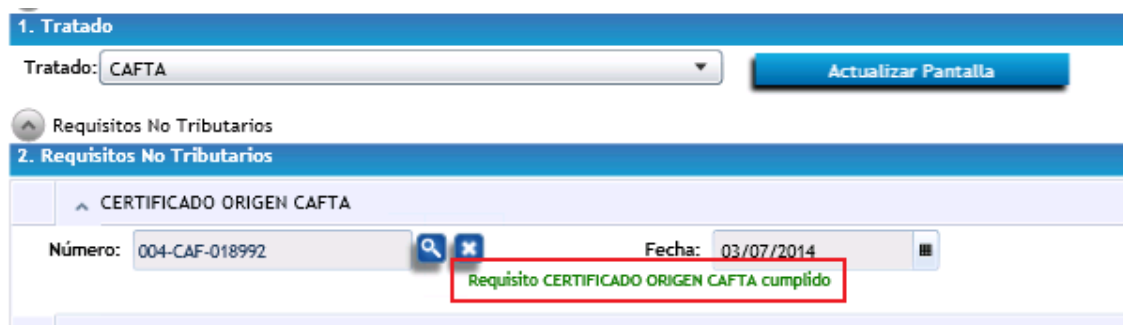 1. Tratado
Tratado: CAFTA Actualizar Pantalla
Requisitos No Tributarios
2. Requisitos No Tributarios
CERTIFICADO ORIGEN CAFTA
Número: 004-CAF-018992 Fecha: 03/07/2014
Requisito CERTIFICADO ORIGEN CAFTA cumplido